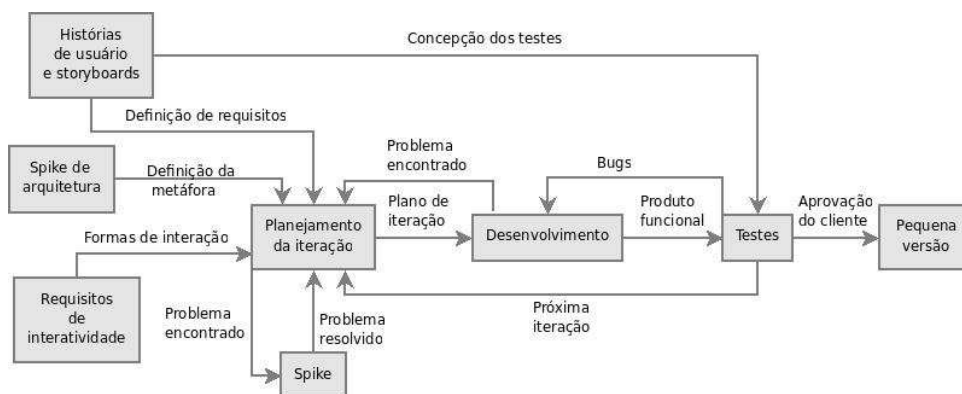 Histórias
de usuário
e storyboards
Concepção dos testes
Definição de requisitos
Spike de
arquitetura
Definição da
metáfora
Problema
encontrado
Bugs
Formas de interação
Planejamento
da iteração
Plano de
iteração
Desenvolvimento
Produto
funcional
Testes
Aprovação
do cliente
Pequena
versão
Requisitos
de
interatividade
Problema
encontrado
Problema
resolvido
Próxima
iteração
Spike